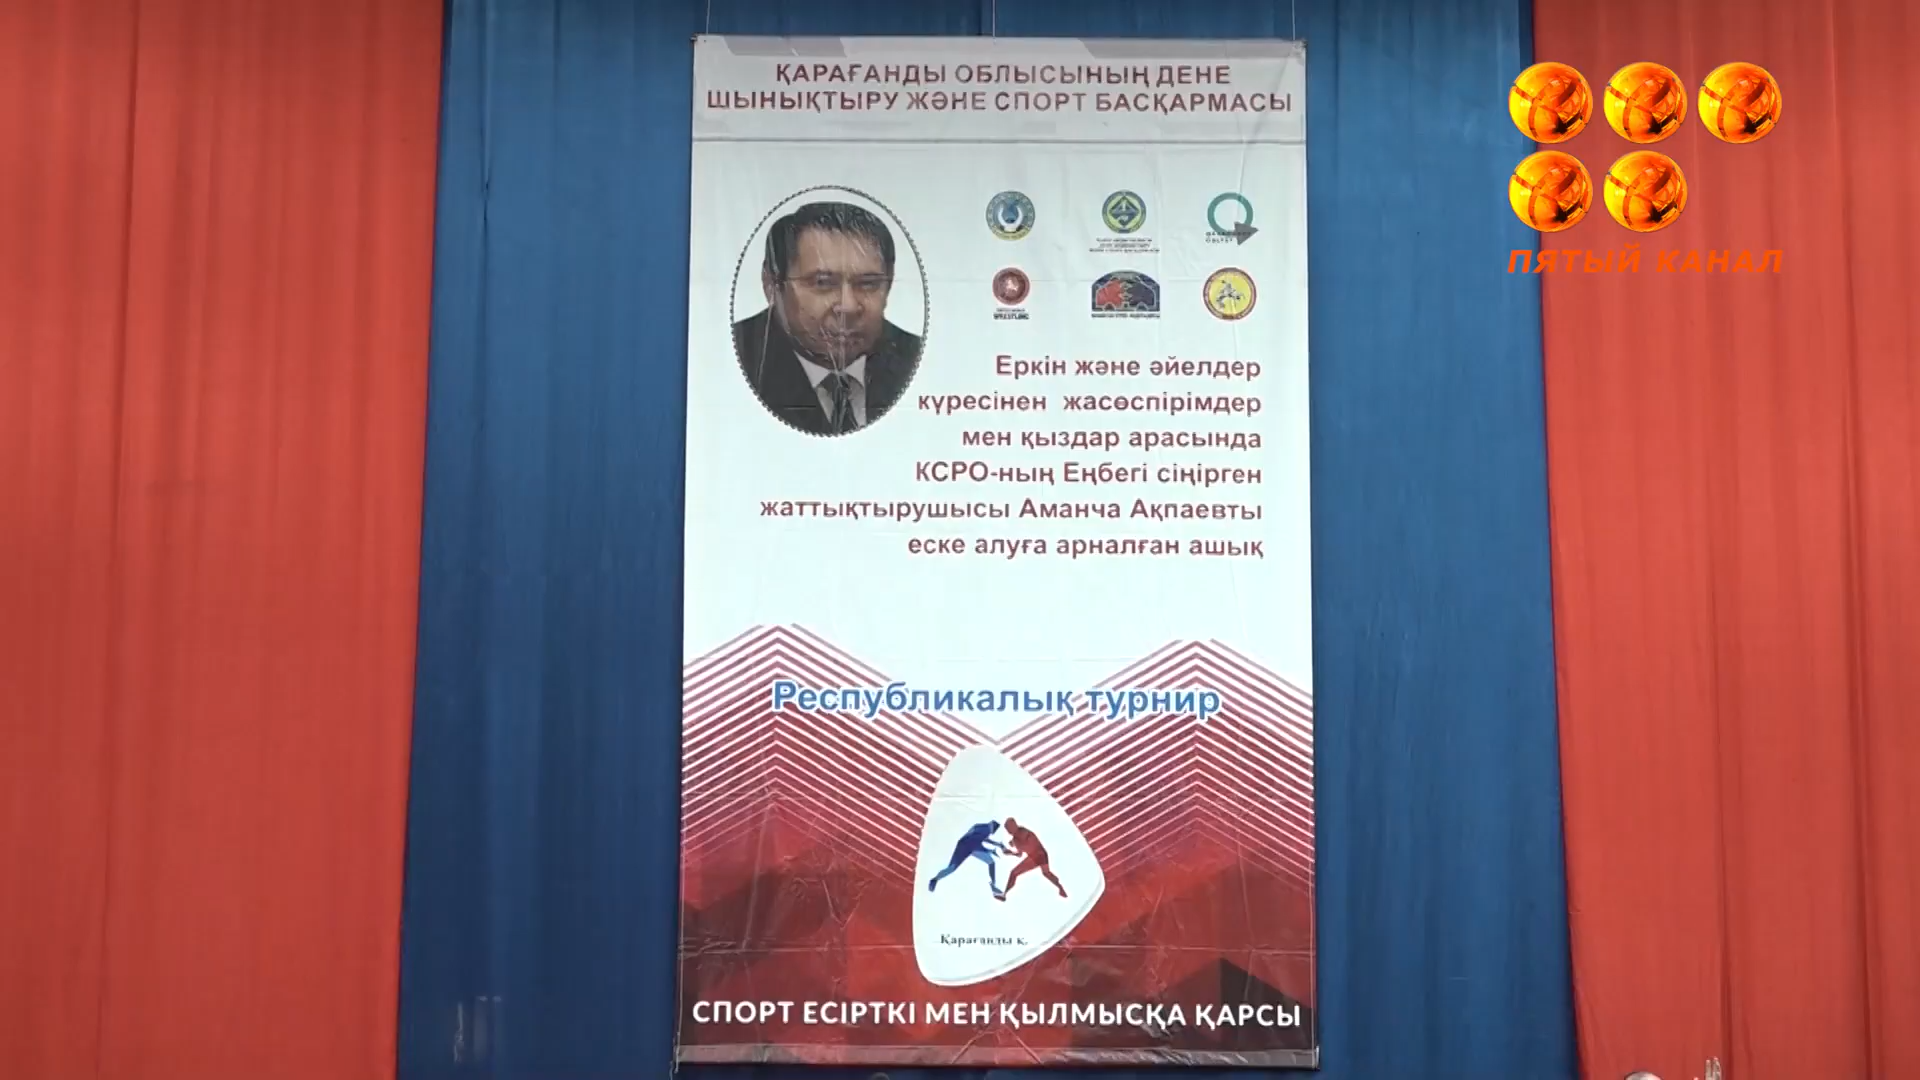 ҚАРАҒАНДЫ ОБЛЫСЫНЫҢ ДЕНЕ
ШЫНЫҚТЫРУ ЖӘНЕ СПОРТ БАСҚАРМАСЫ
ПЯТЫЙ КАНАЛ
WRESTLING
Еркін және әйелдер
күресінен жасөспірімдер
мен қыздар арасында
КСРО-ның Еңбегі сіңірген
жаттықтырушысы Аманча Ақпаевты
еске алуға арналған ашық
Республикалық турнир
Қарағанды қ.
СПОРТ ЕСІРТКІ МЕН ҚЫЛМЫСҚА ҚАРСЫ